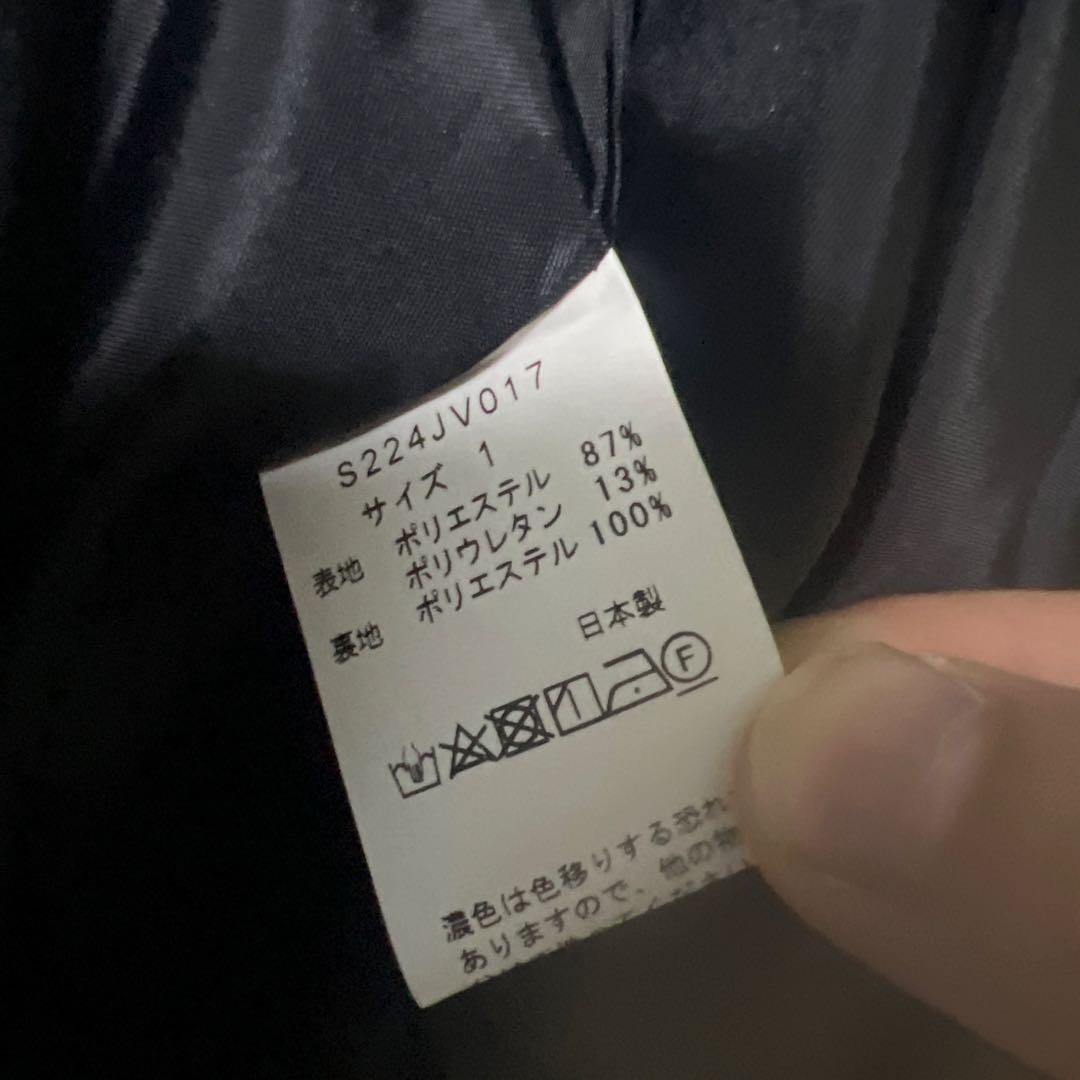 S224JV017
サイズ 1
表地 ポリエステル 87%
ポリウレタン 13%
裏地 ポリエステル 100%
日本製
F
濃色は色移りする恐れ
ありますので、他の物